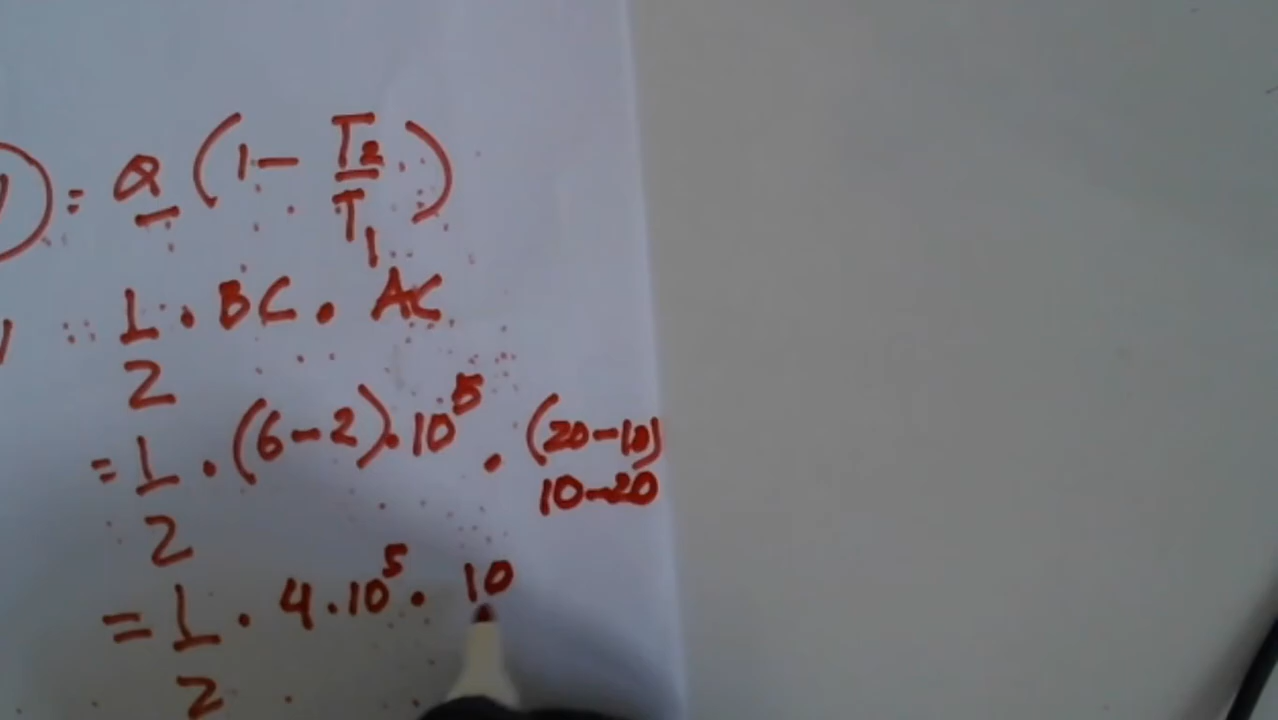 = Q (1 - T2/T1)
1/2 . BC . AC
= 1/2 . (6-2).10^5 . (20-10)
10-20
= 1/2 . 4.10^5 . 10